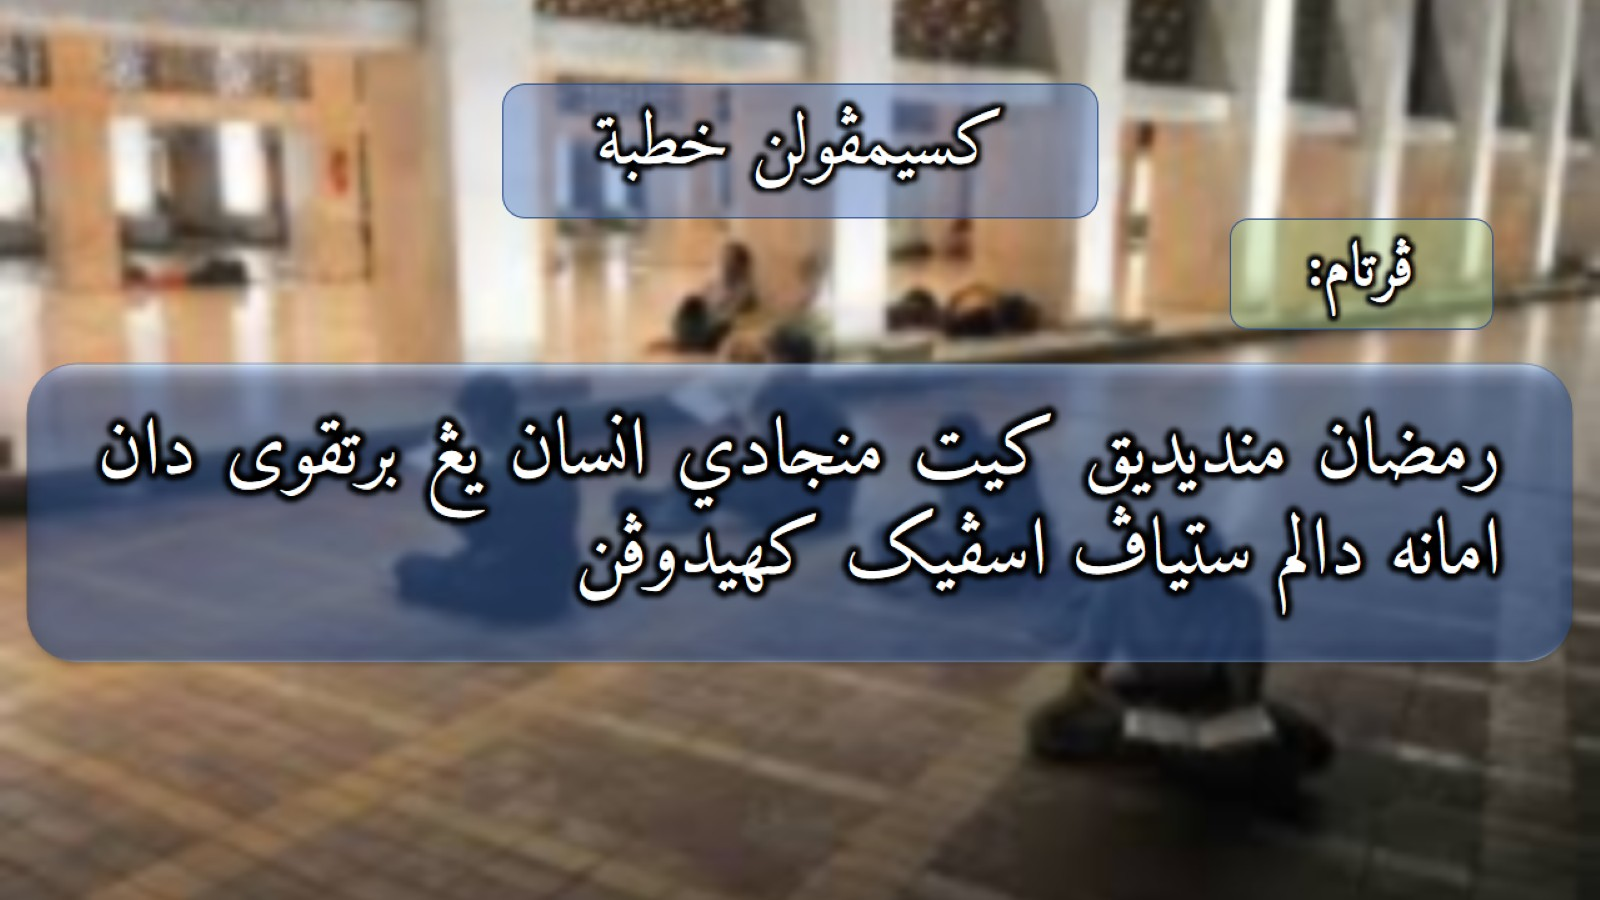 کسيمڤولن خطبة
ڤرتام:
رمضان منديديق کيت منجادي انسان يڠ برتقوى دان
امانه دالم ستياڤ اسڤيک کهيدوڤن